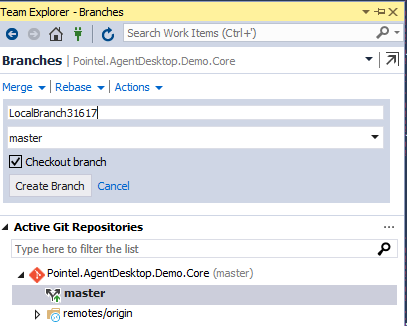 Team Explorer - Branches
Search Work Items (Ctrl+')
Branches | Pointel.AgentDesktop.Demo.Core
Merge | Rebase | Actions
LocalBranch31617
master
Checkout branch
Create Branch Cancel
Active Git Repositories
Type here to filter the list
Pointel.AgentDesktop.Demo.Core (master)
master
remotes/origin